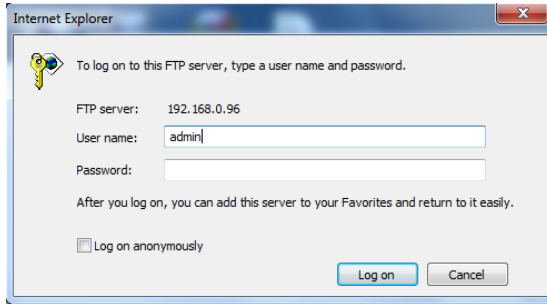 Internet Explorer
To log on to this FTP server, type a user name and password.
FTP server: 192.168.0.96
User name: admin
Password:
After you log on, you can add this server to your Favorites and return to it easily.
Log on anonymously
Log on Cancel